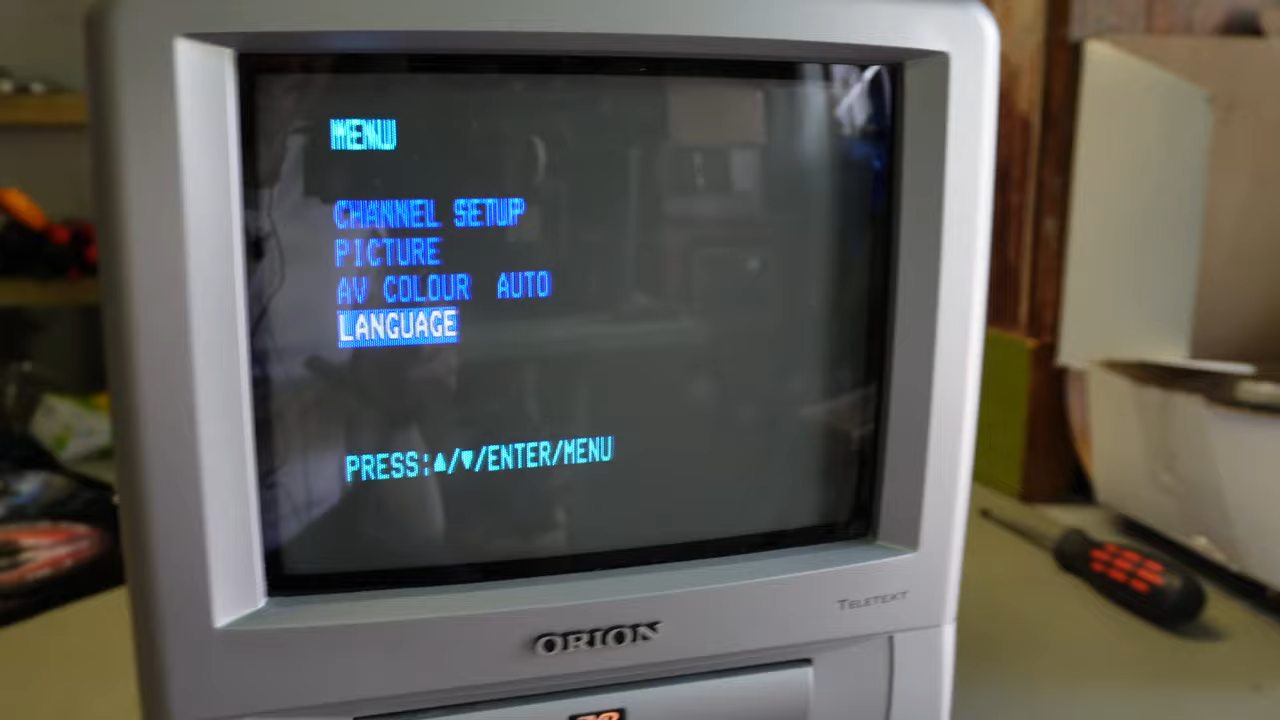 MENU
CHANNEL SETUP
PICTURE
AV COLOUR AUTO
LANGUAGE
PRESS:▲/▼/ENTER/MENU
TELETEXT
ORION